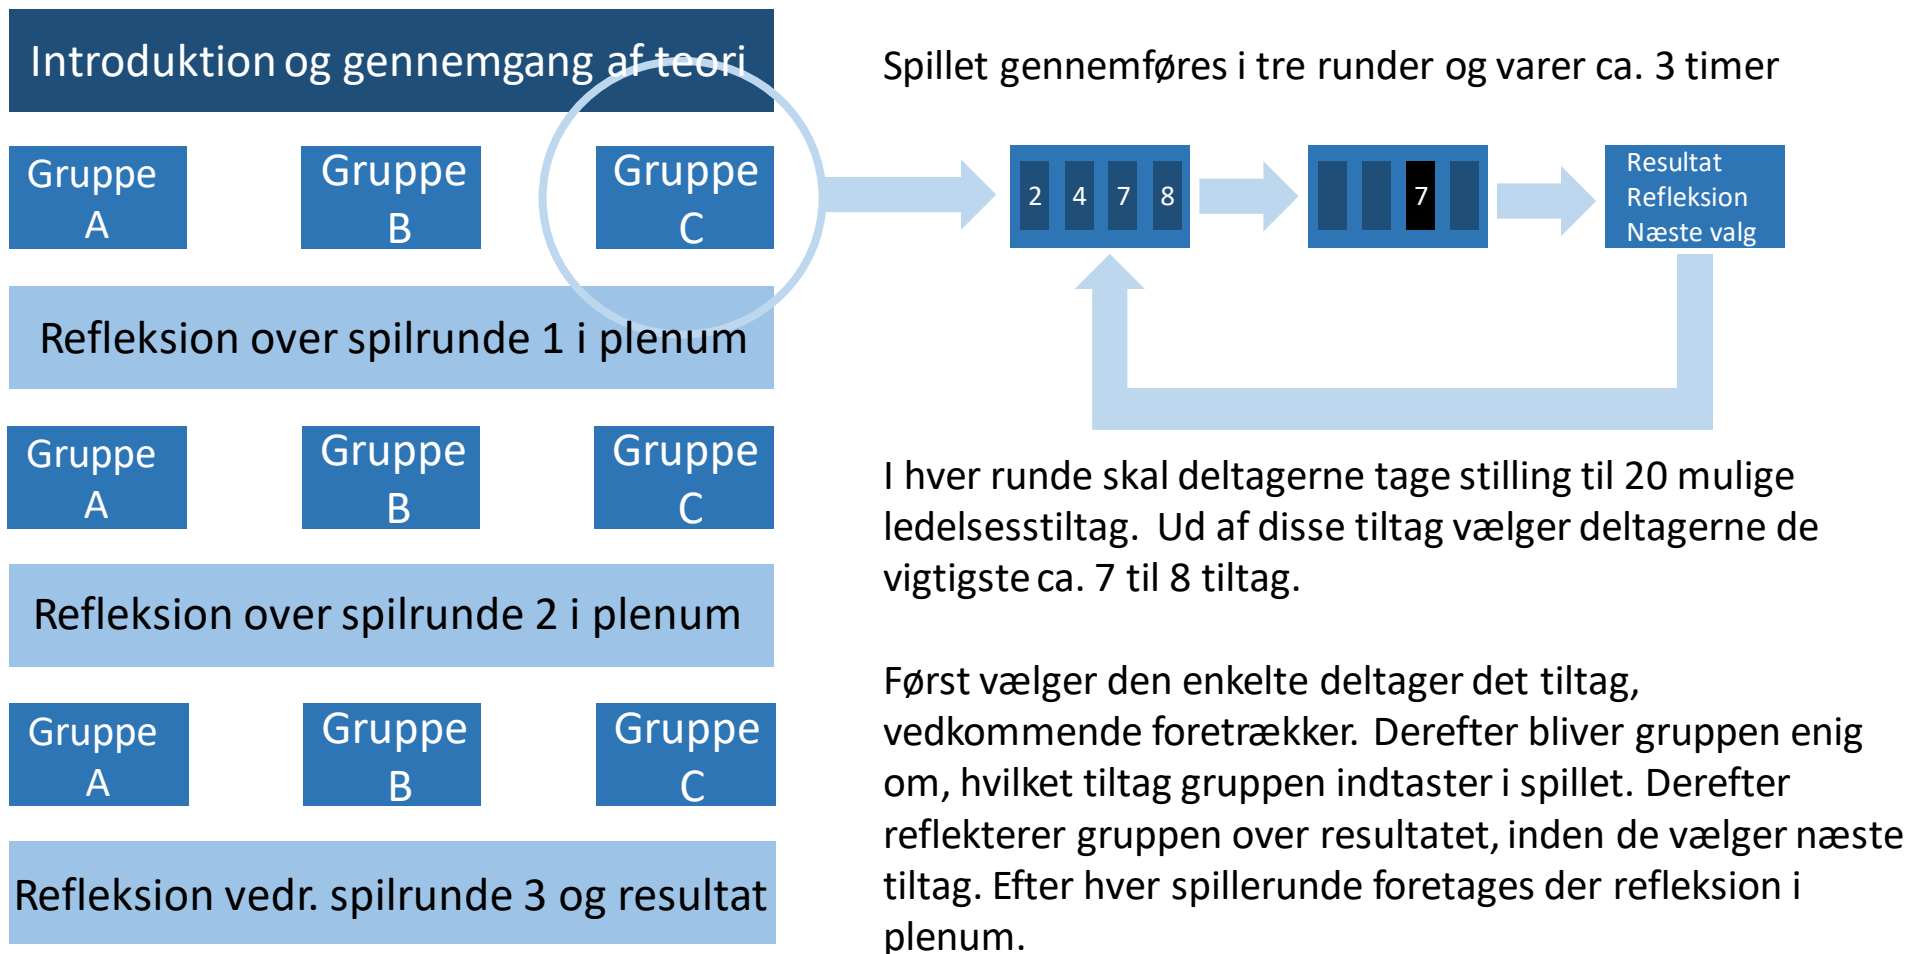 Introduktion og gennemgang af teori
Gruppe
A
Gruppe
B
Gruppe
C
Refleksion over spilrunde 1 i plenum
Gruppe
A
Gruppe
B
Gruppe
C
Refleksion over spilrunde 2 i plenum
Gruppe
A
Gruppe
B
Gruppe
C
Refleksion vedr. spilrunde 3 og resultat
Spillet gennemføres i tre runder og varer ca. 3 timer
2 4 7 8
7
Resultat
Refleksion
Næste valg
I hver runde skal deltagerne tage stilling til 20 mulige
ledelsesstiltag. Ud af disse tiltag vælger deltagerne de
vigtigste ca. 7 til 8 tiltag.
Først vælger den enkelte deltager det tiltag,
vedkommende foretrækker. Derefter bliver gruppen enig
om, hvilket tiltag gruppen indtaster i spillet. Derefter
reflekterer gruppen over resultatet, inden de vælger næste
tiltag. Efter hver spillerunde foretages der refleksion i
plenum.